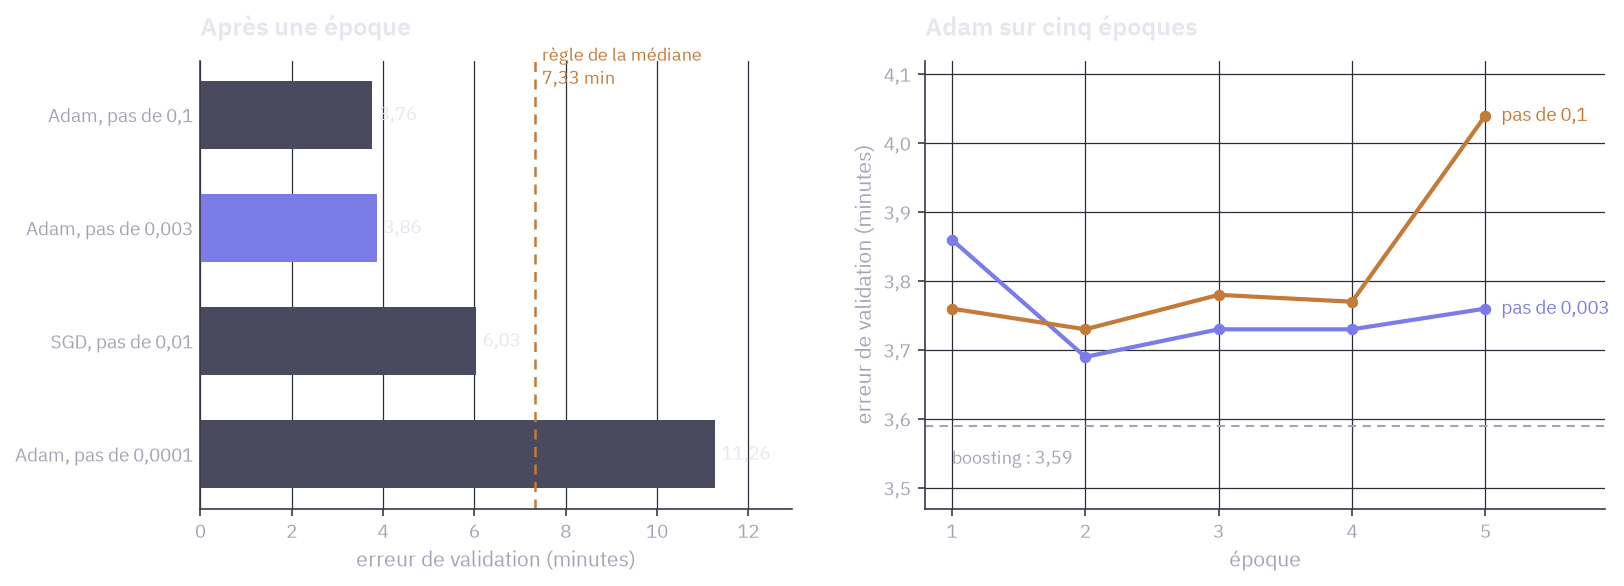 Après une époque
règle de la médiane
7,33 min
Adam, pas de 0,1
3,76
Adam, pas de 0,003
3,86
SGD, pas de 0,01
6,03
Adam, pas de 0,0001
11,26
0 2 4 6 8 10 12
erreur de validation (minutes)
Adam sur cinq époques
erreur de validation (minutes)
4,1
4,0
3,9
3,8
3,7
3,6
3,5
pas de 0,1
pas de 0,003
boosting : 3,59
1 2 3 4 5
époque